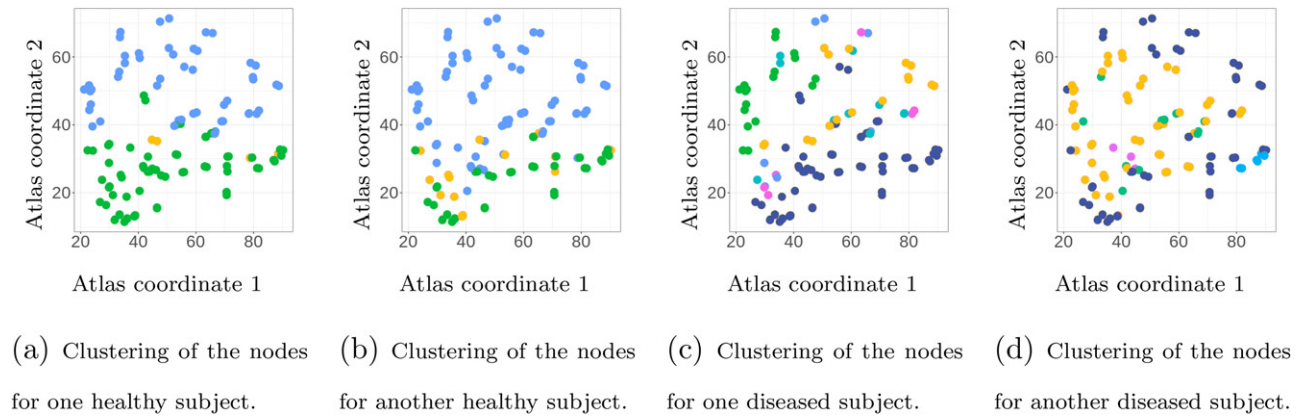 Atlas coordinate 2
60
40
20
20 40 60 80
Atlas coordinate 1
(a) Clustering of the nodes
for one healthy subject.
Atlas coordinate 2
60
40
20
20 40 60 80
Atlas coordinate 1
(b) Clustering of the nodes
for another healthy subject.
Atlas coordinate 2
60
40
20
20 40 60 80
Atlas coordinate 1
(c) Clustering of the nodes
for one diseased subject.
Atlas coordinate 2
60
40
20
20 40 60 80
Atlas coordinate 1
(d) Clustering of the nodes
for another diseased subject.